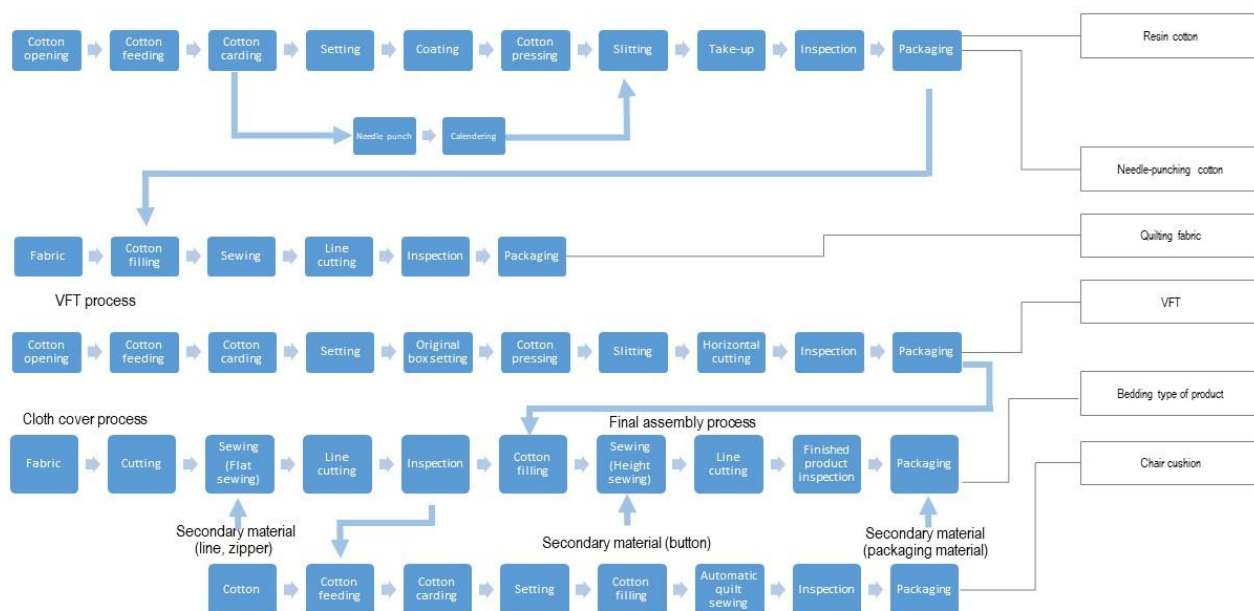 Cotton
opening
Cotton
feeding
Cotton
carding
Setting
Coating
Cotton
pressing
Slitting
Take-up
Inspection
Packaging
Resin cotton
Needle punch
Calendering
Needle-punching cotton
Fabric
Cotton
filling
Sewing
Line
cutting
Inspection
Packaging
Quilting fabric
VFT process
VFT
Cotton
opening
Cotton
feeding
Cotton
carding
Setting
Original
box setting
Cotton
pressing
Slitting
Horizontal
cutting
Inspection
Packaging
Bedding type of product
Cloth cover process
Final assembly process
Fabric
Cutting
Sewing
(Flat
sewing)
Line
cutting
Inspection
Cotton
filling
Sewing
(Height
sewing)
Line
cutting
Finished
product
inspection
Packaging
Chair cushion
Secondary material
(line, zipper)
Secondary material (button)
Secondary material
(packaging material)
Cotton
Cotton
feeding
Cotton
carding
Setting
Cotton
filling
Automatic
quilt
sewing
Inspection
Packaging